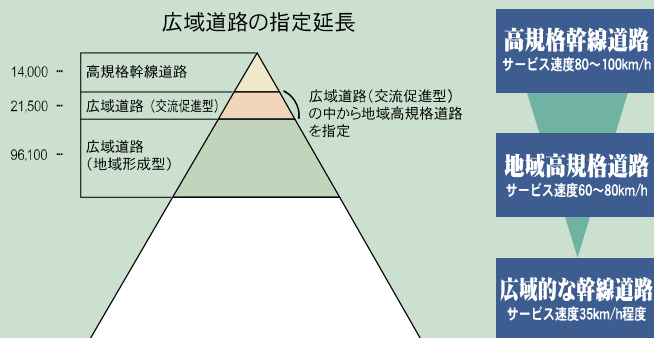 広域道路の指定延長
14,000 … 高規格幹線道路
21,500 … 広域道路（交流促進型）
96,100 … 広域道路
（地域形成型）
広域道路（交流促進型）
の中から地域高規格道路
を指定
高規格幹線道路
サービス速度80〜100km/h
地域高規格道路
サービス速度60〜80km/h
広域的な幹線道路
サービス速度35km/h程度